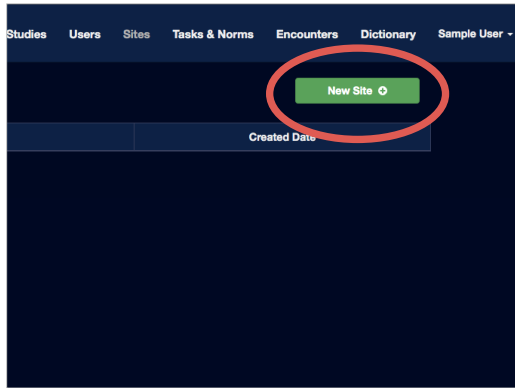 Studies Users Sites Tasks & Norms Encounters Dictionary Sample User
New Site
Created Date